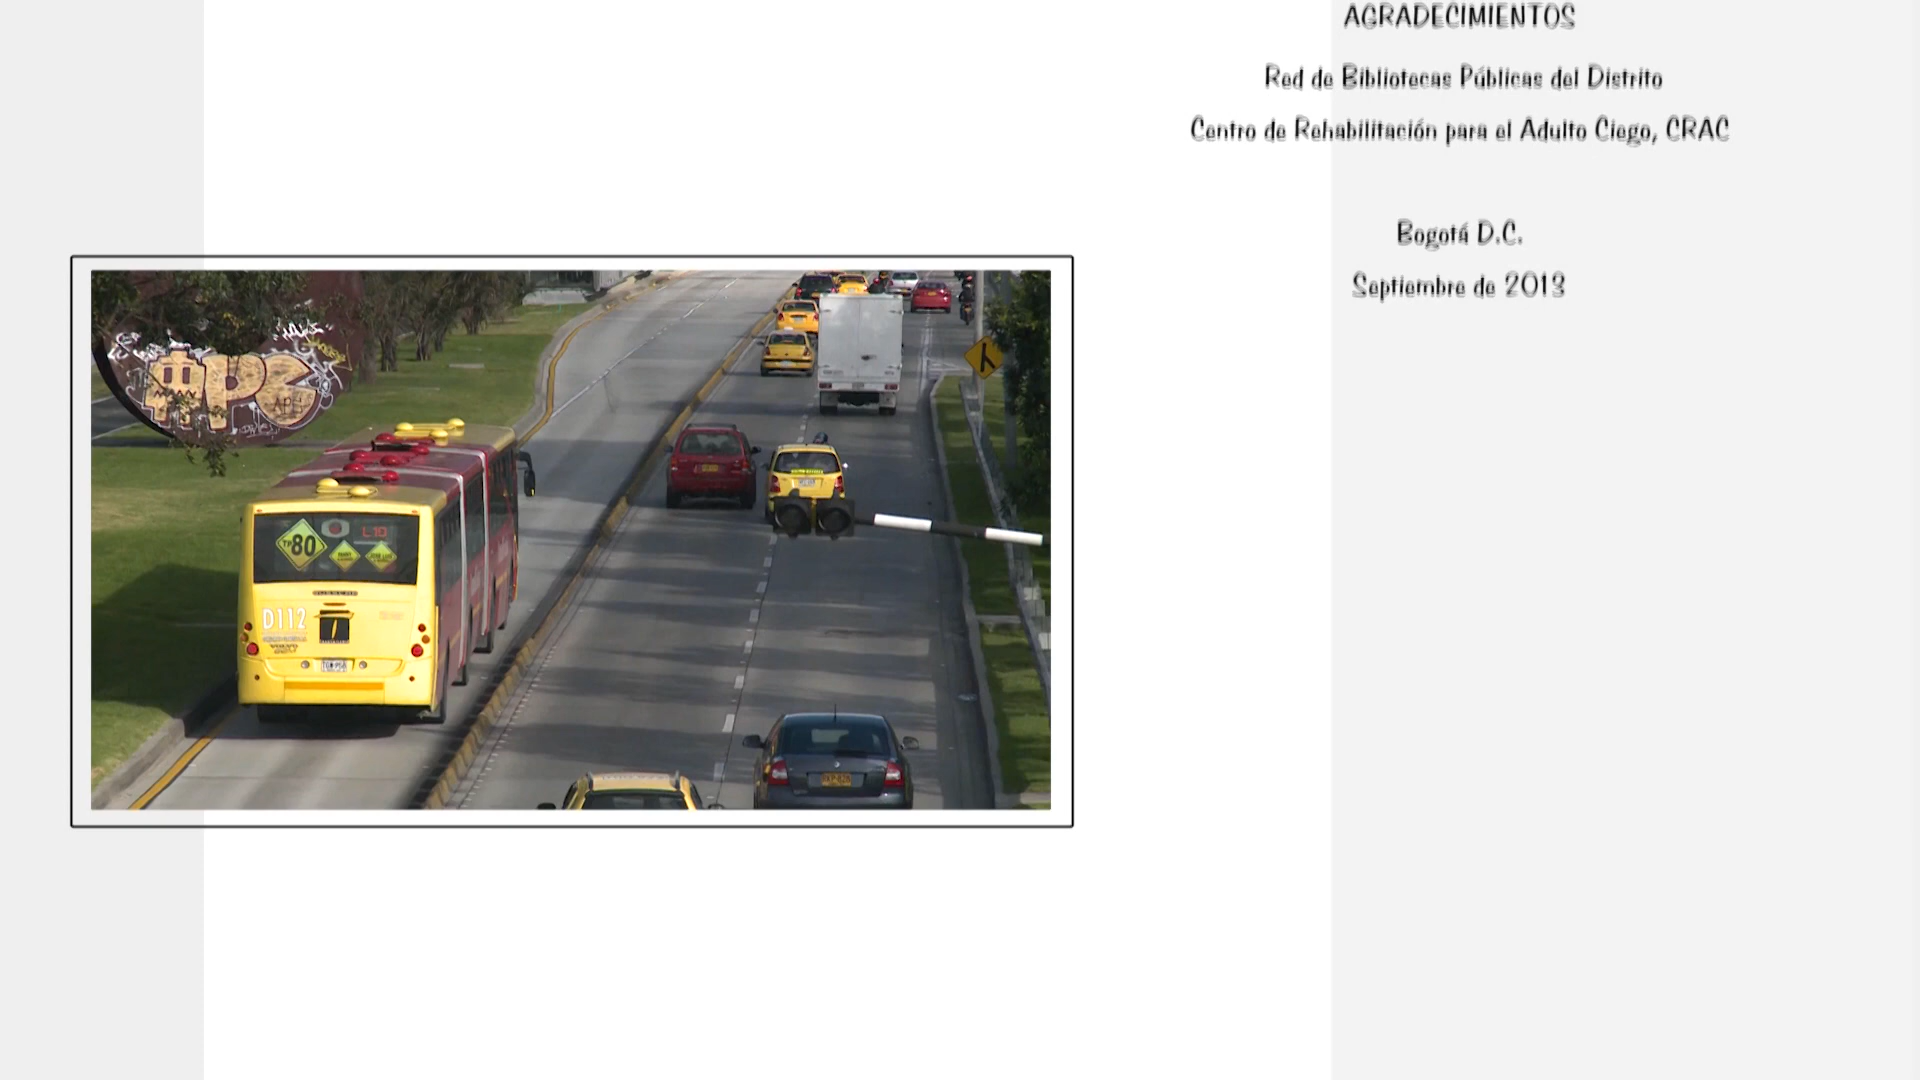 AGRADECIMIENTOS
Red de Bibliotecas Públicas del Distrito
Centro de Rehabilitación para el Adulto Ciego, CRAC
Bogotá D.C.
Septiembre de 2013
TP80
D112